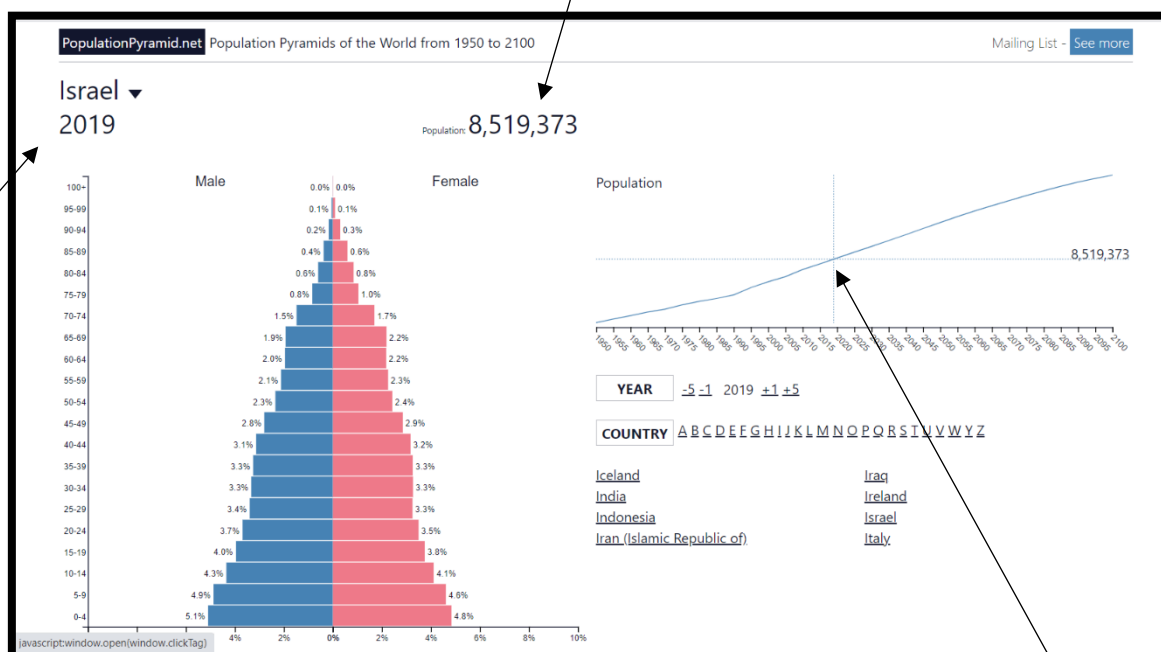 PopulationPyramid.net Population Pyramids of the World from 1950 to 2100
Mailing List - See more
Israel
2019
Population: 8,519,373
Male
Female
100+ 0.0% 0.0%
95-99 0.1% 0.1%
90-94 0.2% 0.3%
85-89 0.4% 0.6%
80-84 0.6% 0.8%
75-79 0.8% 1.0%
70-74 1.5% 1.7%
65-69 1.9% 2.2%
60-64 2.0% 2.2%
55-59 2.1% 2.3%
50-54 2.3% 2.4%
45-49 2.8% 2.9%
40-44 3.1% 3.2%
35-39 3.3% 3.3%
30-34 3.3% 3.3%
25-29 3.4% 3.3%
20-24 3.7% 3.5%
15-19 4.0% 3.8%
10-14 4.3% 4.1%
5-9 4.9% 4.6%
0-4 5.1% 4.8%
4% 2% 0% 2% 4% 6% 8% 10%
javascript:window.open(window.clickTag)
Population
8,519,373
1950 1955 1960 1965 1970 1975 1980 1985 1990 1995 2000 2005 2010 2015 2020 2025 2030 2035 2040 2045 2050 2055 2060 2065 2070 2075 2080 2085 2090 2095 2100
YEAR -5 -1 2019 +1 +5
COUNTRY A B C D E F G H I J K L M N O P Q R S T U V W Y Z
Iceland
India
Indonesia
Iran (Islamic Republic of)
Iraq
Ireland
Israel
Italy